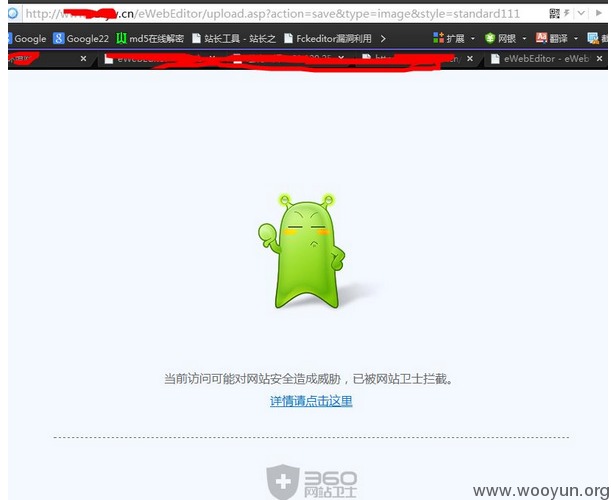 http://
.cn/eWebEditor/upload.asp?action=save&type=image&style=standard111
Google Google22 md5在线解密 站长工具 - 站长之 Fckeditor漏洞利用 扩展 网银 翻译
eWebEditor - eWeb
当前访问可能对网站安全造成威胁，已被网站卫士拦截。
详情请点击这里
360
网站卫士
www.wooyun.org